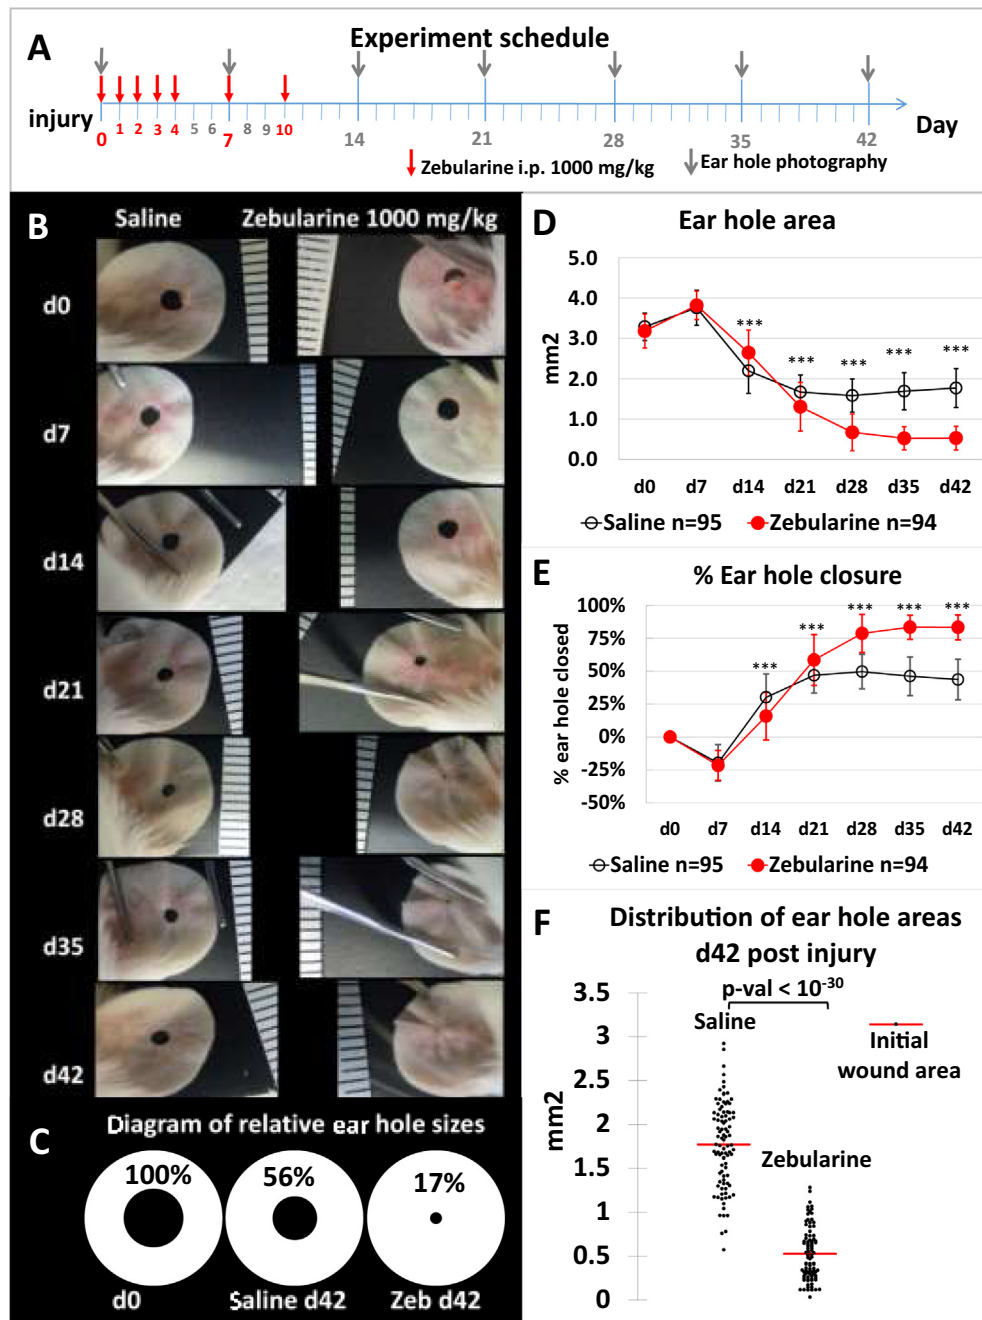 A
Experiment schedule
injury
0 1 2 3 4 5 6 7 8 9 10 14 21 28 35 42
Day
Zebularine i.p. 1000 mg/kg
Ear hole photography
B
Saline
Zebularine 1000 mg/kg
d0
d7
d14
d21
d28
d35
d42
C
Diagram of relative ear hole sizes
100%
56%
17%
d0
Saline d42
Zeb d42
D
Ear hole area
mm2
5.0
4.0
3.0
2.0
1.0
0.0
*** *** *** *** ***
d0 d7 d14 d21 d28 d35 d42
Saline n=95
Zebularine n=94
E
% Ear hole closure
% ear hole closed
100%
75%
50%
25%
0%
-25%
-50%
*** *** *** *** ***
d0 d7 d14 d21 d28 d35 d42
Saline n=95
Zebularine n=94
F
Distribution of ear hole areas
d42 post injury
p-val < 10-30
mm2
3.5
3
2.5
2
1.5
1
0.5
0
Saline
Zebularine
Initial
wound area